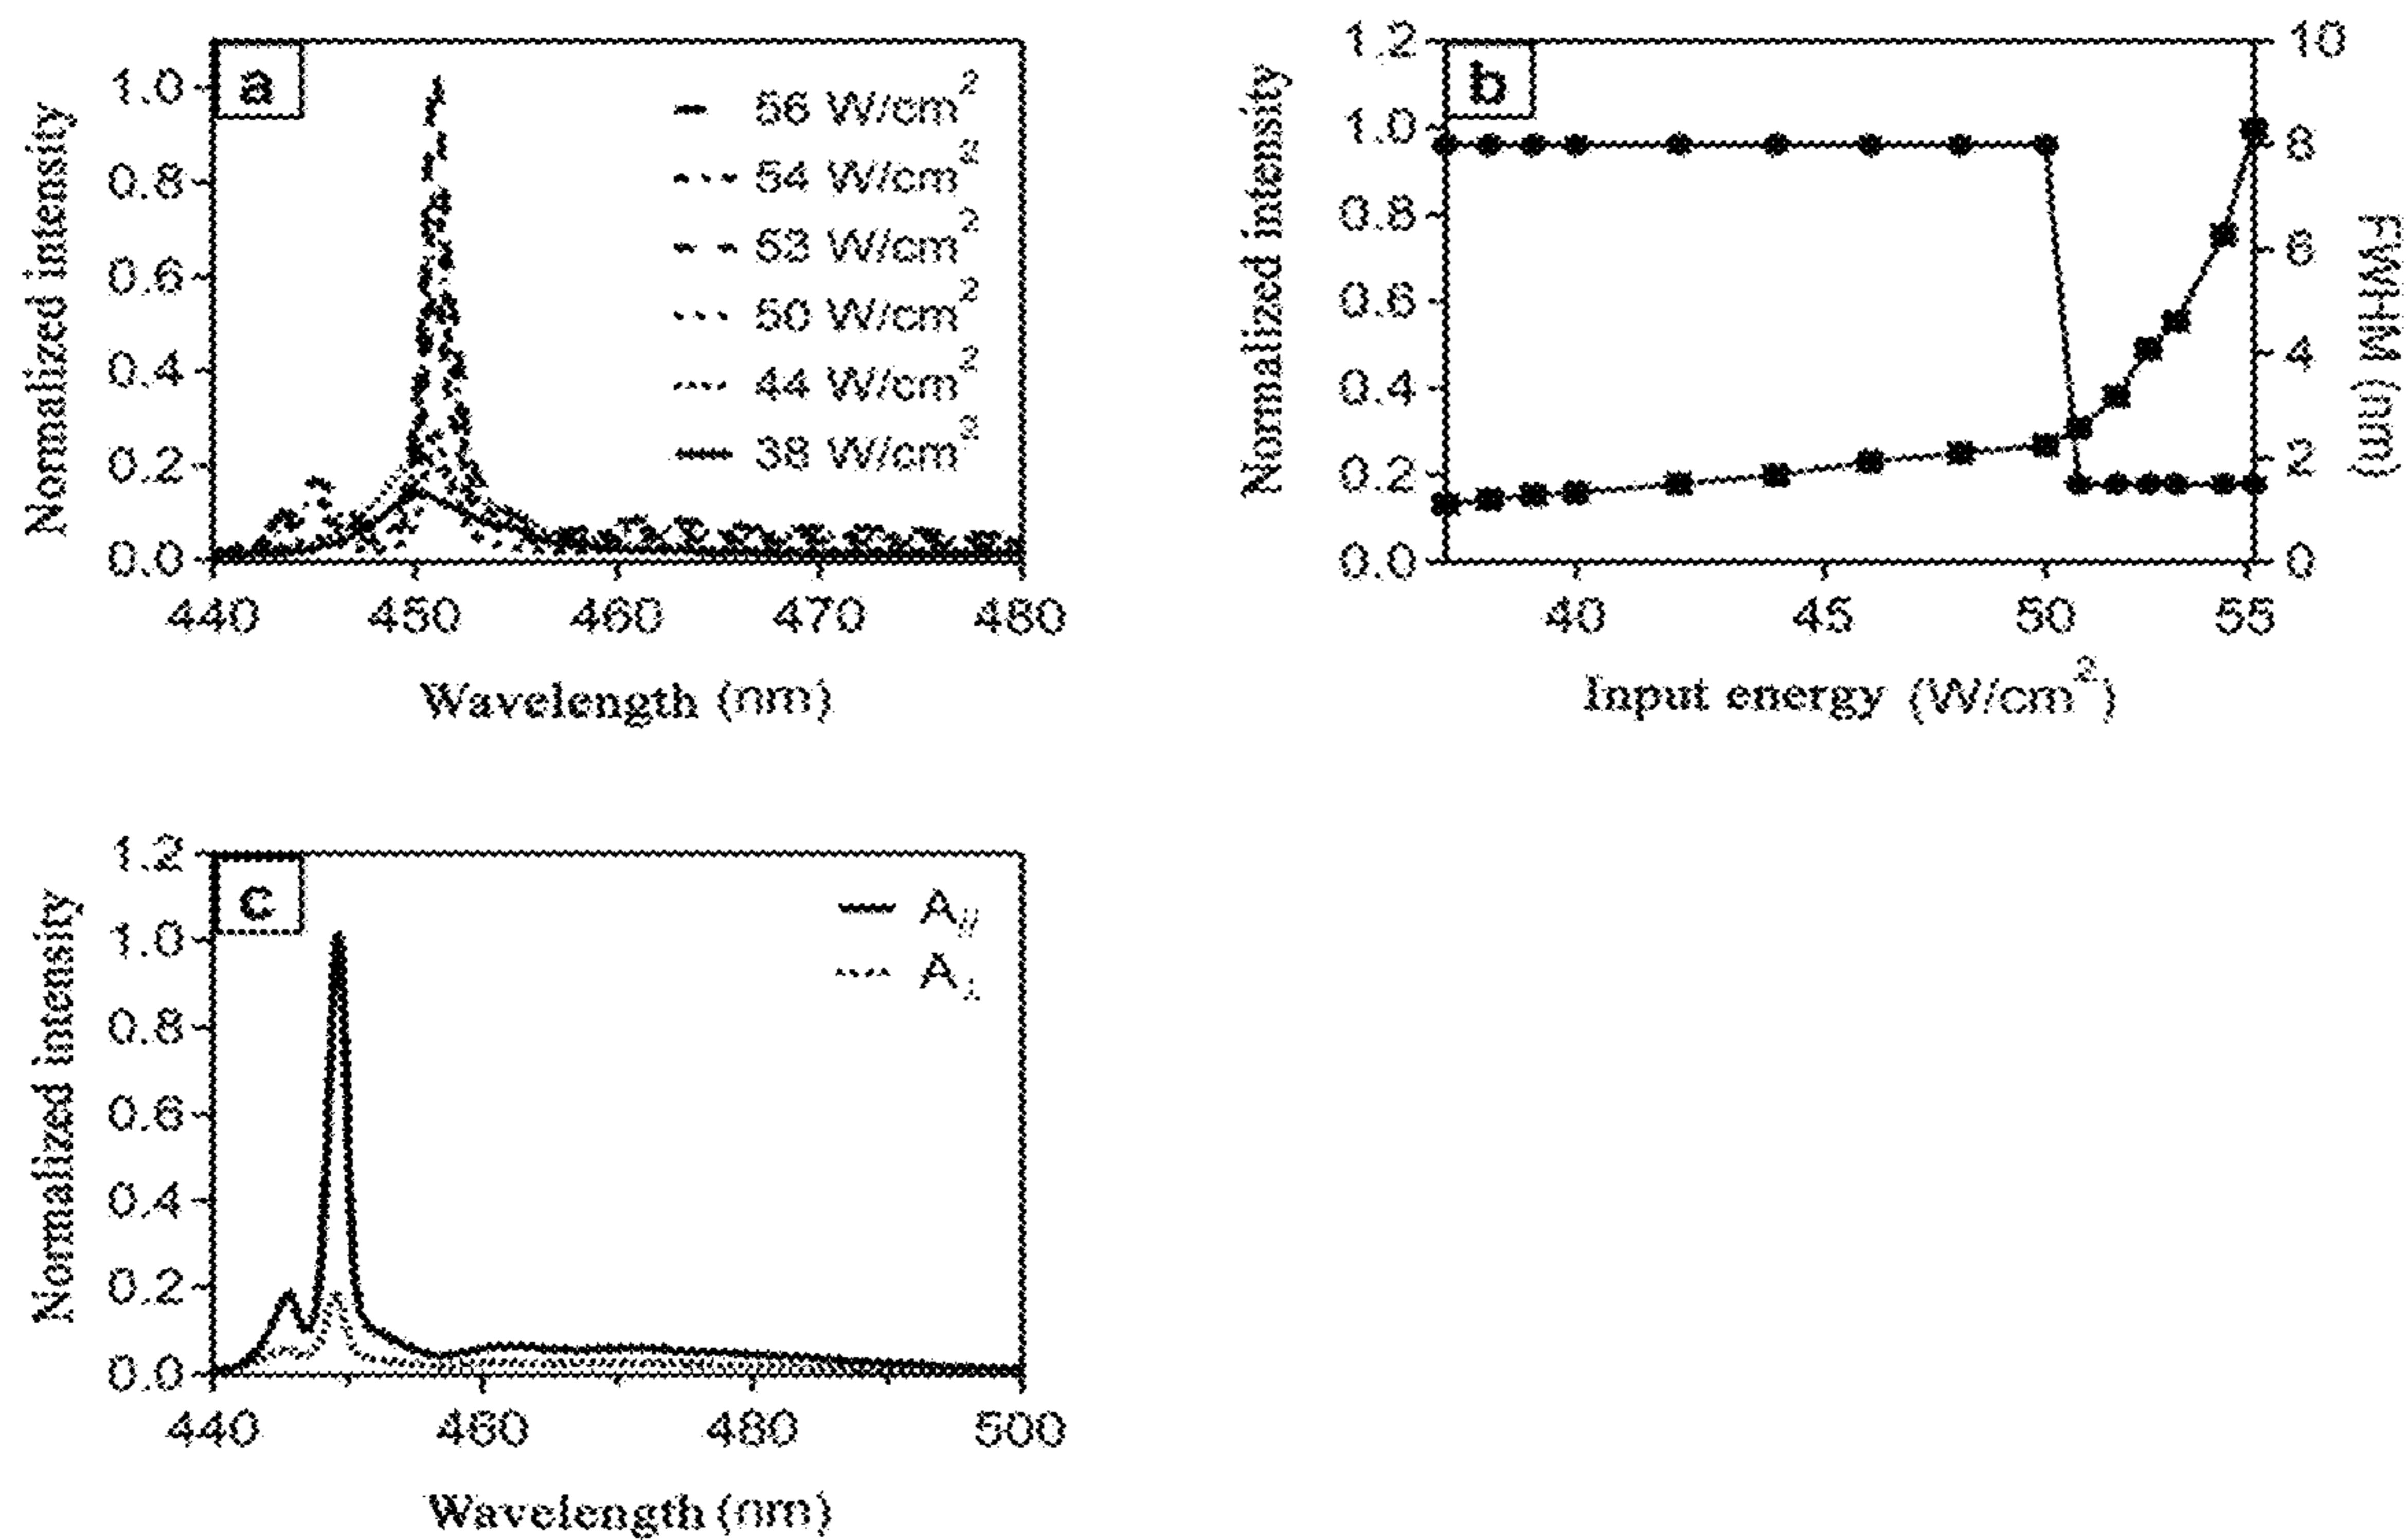 a
Normalized intensity
1.0
0.8
0.6
0.4
0.2
0.0
56 W/cm²
54 W/cm²
53 W/cm²
50 W/cm²
44 W/cm²
38 W/cm²
440 450 460 470 480
Wavelength (nm)
b
Normalized intensity
1.2
1.0
0.8
0.6
0.4
0.2
0.0
10
8
6
4
2
0
FWHM (nm)
40 45 50 55
Input energy (W/cm²)
c
Normalized intensity
1.2
1.0
0.8
0.6
0.4
0.2
0.0
A//
A⊥
440 460 480 500
Wavelength (nm)